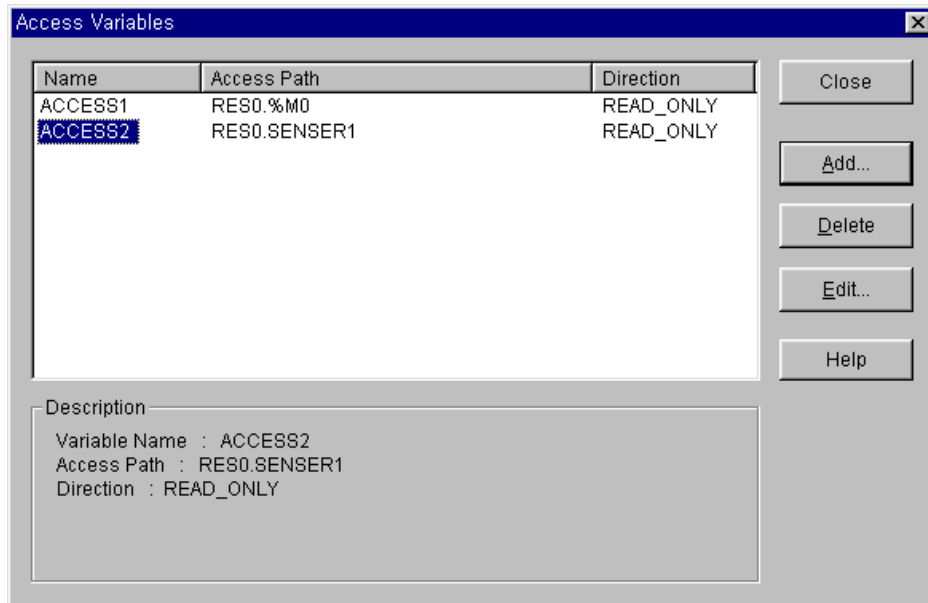 Access Variables
Name Access Path Direction
ACCESS1 RES0.%M0 READ_ONLY
ACCESS2 RES0.SENSER1 READ_ONLY
Close
Add...
Delete
Edit...
Help
Description
Variable Name : ACCESS2
Access Path : RES0.SENSER1
Direction : READ_ONLY